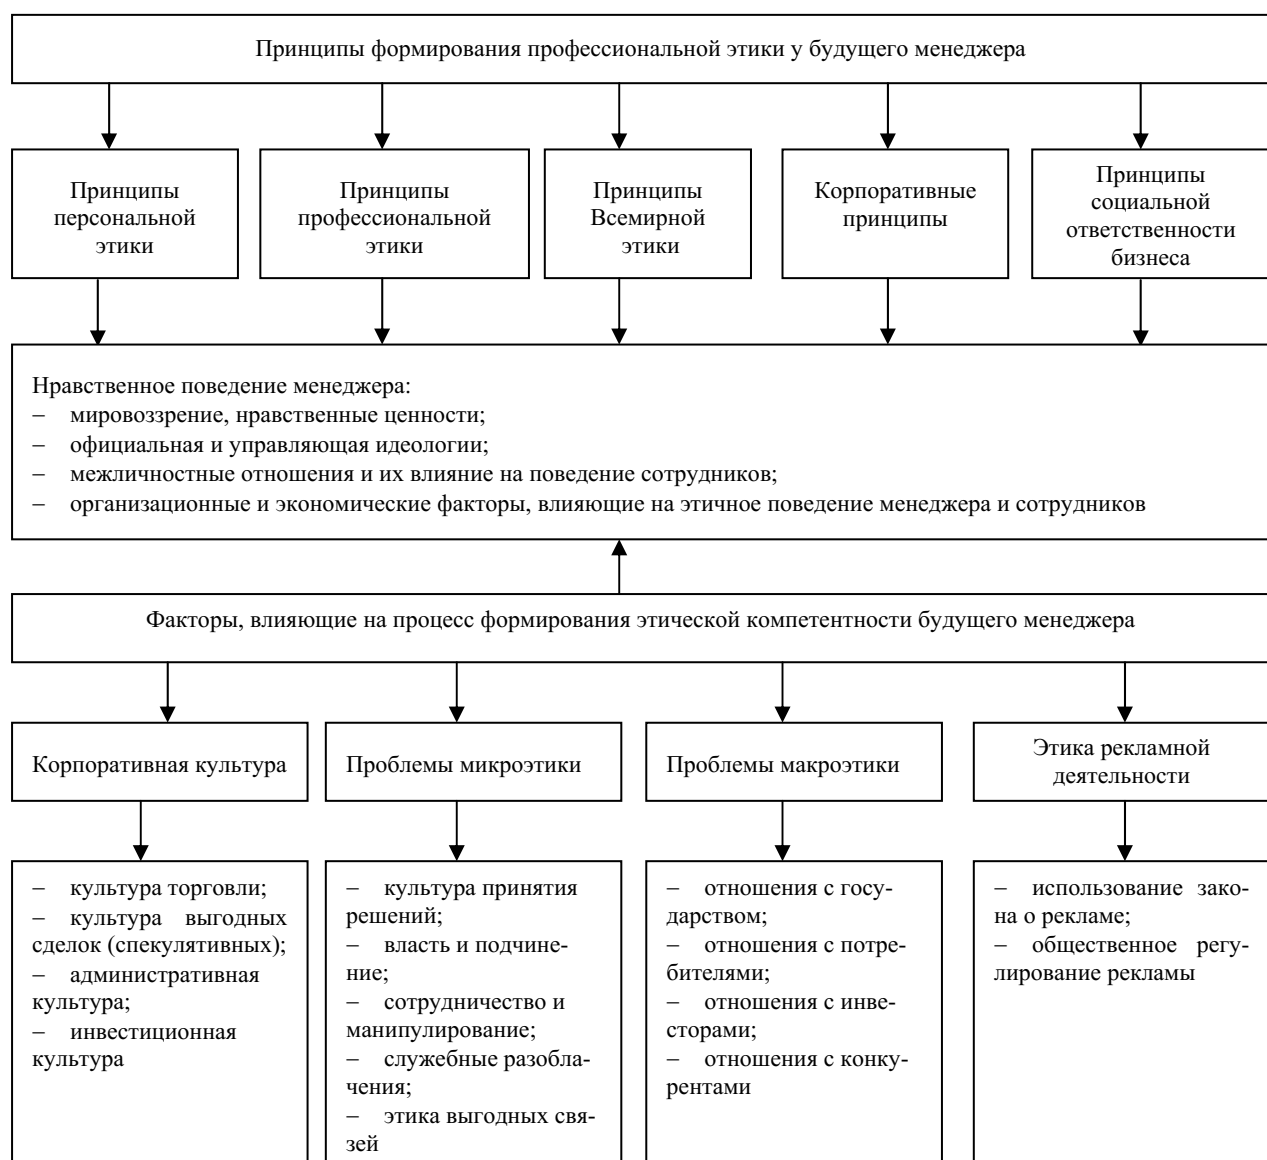 Принципы формирования профессиональной этики у будущего менеджера
Принципы
персональной
этики
Принципы
профессиональной
этики
Принципы
Всемирной
этики
Корпоративные
принципы
Принципы
социальной
ответственности
бизнеса
Нравственное поведение менеджера:
– мировоззрение, нравственные ценности;
– официальная и управляющая идеологии;
– межличностные отношения и их влияние на поведение сотрудников;
– организационные и экономические факторы, влияющие на этичное поведение менеджера и сотрудников
Факторы, влияющие на процесс формирования этической компетентности будущего менеджера
Корпоративная культура
Проблемы микроэтики
Проблемы макроэтики
Этика рекламной
деятельности
– культура торговли;
– культура выгодных
сделок (спекулятивных);
– административная
культура;
– инвестиционная
культура
– культура принятия
решений;
– власть и подчине-
ние;
– сотрудничество и
манипулирование;
– служебные разобла-
чения;
– этика выгодных свя-
зей
– отношения с госу-
дарством;
– отношения с потре-
бителями;
– отношения с инве-
сторами;
– отношения с конку-
рентами
– использование зако-
на о рекламе;
– общественное регу-
лирование рекламы